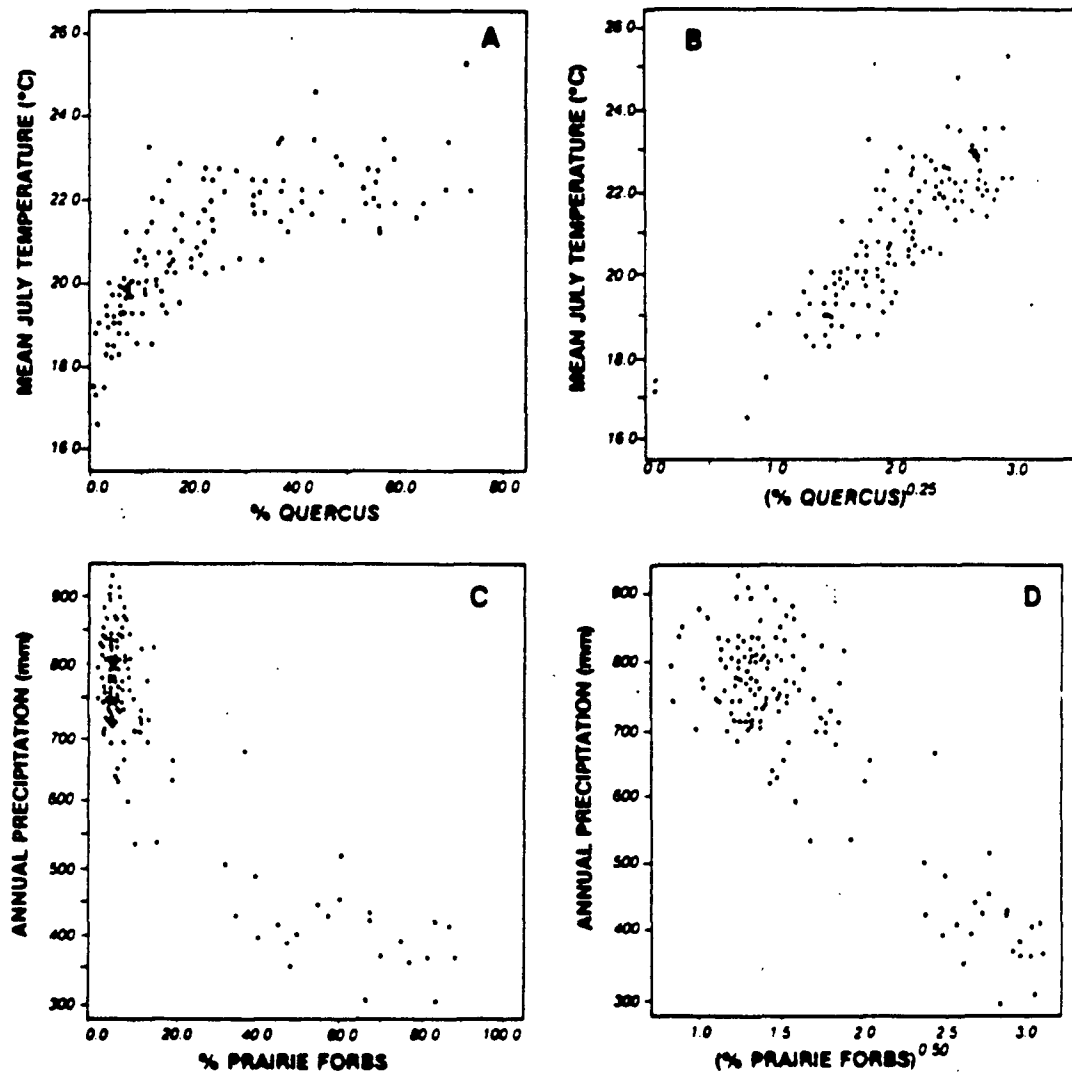 A
MEAN JULY TEMPERATURE (°C)
26.0
24.0
22.0
20.0
18.0
16.0
0.0 20.0 40.0 60.0 80.0
% QUERCUS
B
MEAN JULY TEMPERATURE (°C)
26.0
24.0
22.0
20.0
18.0
16.0
0.0 1.0 2.0 3.0
(% QUERCUS)0.25
C
ANNUAL PRECIPITATION (mm)
900
800
700
600
500
400
300
0.0 20.0 40.0 60.0 80.0 100.0
% PRAIRIE FORBS
D
ANNUAL PRECIPITATION (mm)
900
800
700
600
500
400
300
1.0 1.5 2.0 2.5 3.0
(% PRAIRIE FORBS)0.50